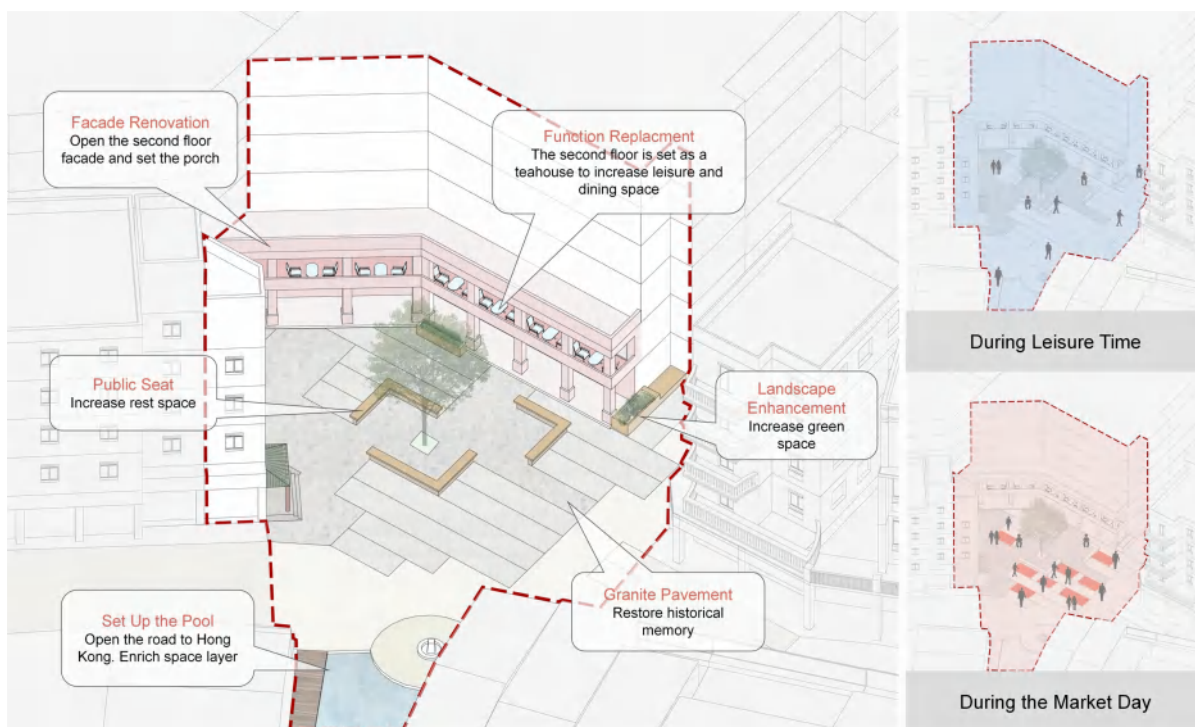 Facade Renovation
Open the second floor
facade and set the porch
Function Replacment
The second floor is set as a
teahouse to increase leisure and
dining space
Public Seat
Increase rest space
Landscape
Enhancement
Increase green
space
Set Up the Pool
Open the road to Hong
Kong. Enrich space layer
Granite Pavement
Restore historical
memory
During Leisure Time
During the Market Day